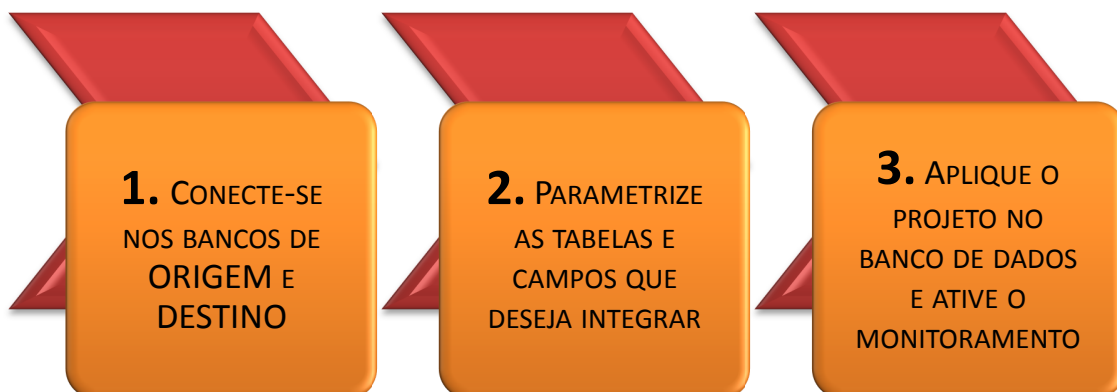 1. CONECTE-SE
NOS BANCOS DE
ORIGEM E
DESTINO
2. PARAMETRIZE
AS TABELAS E
CAMPOS QUE
DESEJA INTEGRAR
3. APLIQUE O
PROJETO NO
BANCO DE DADOS
E ATIVE O
MONITORAMENTO